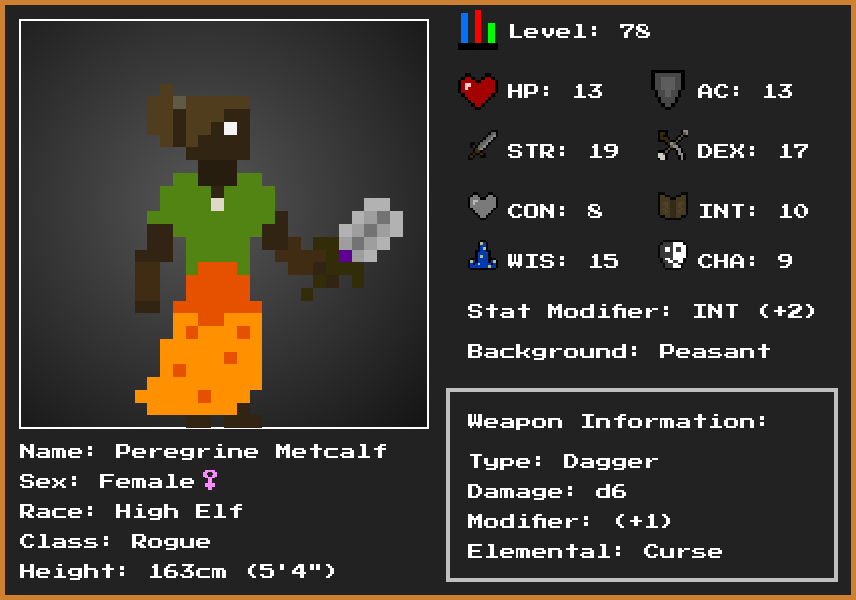 Level: 78
HP: 13 AC: 13
STR: 19 DEX: 17
CON: 8 INT: 10
WIS: 15 CHA: 9
Stat Modifier: INT (+2)
Background: Peasant
Weapon Information:
Type: Dagger
Damage: d6
Modifier: (+1)
Elemental: Curse
Name: Peregrine Metcalf
Sex: Female♀
Race: High Elf
Class: Rogue
Height: 163cm (5'4")